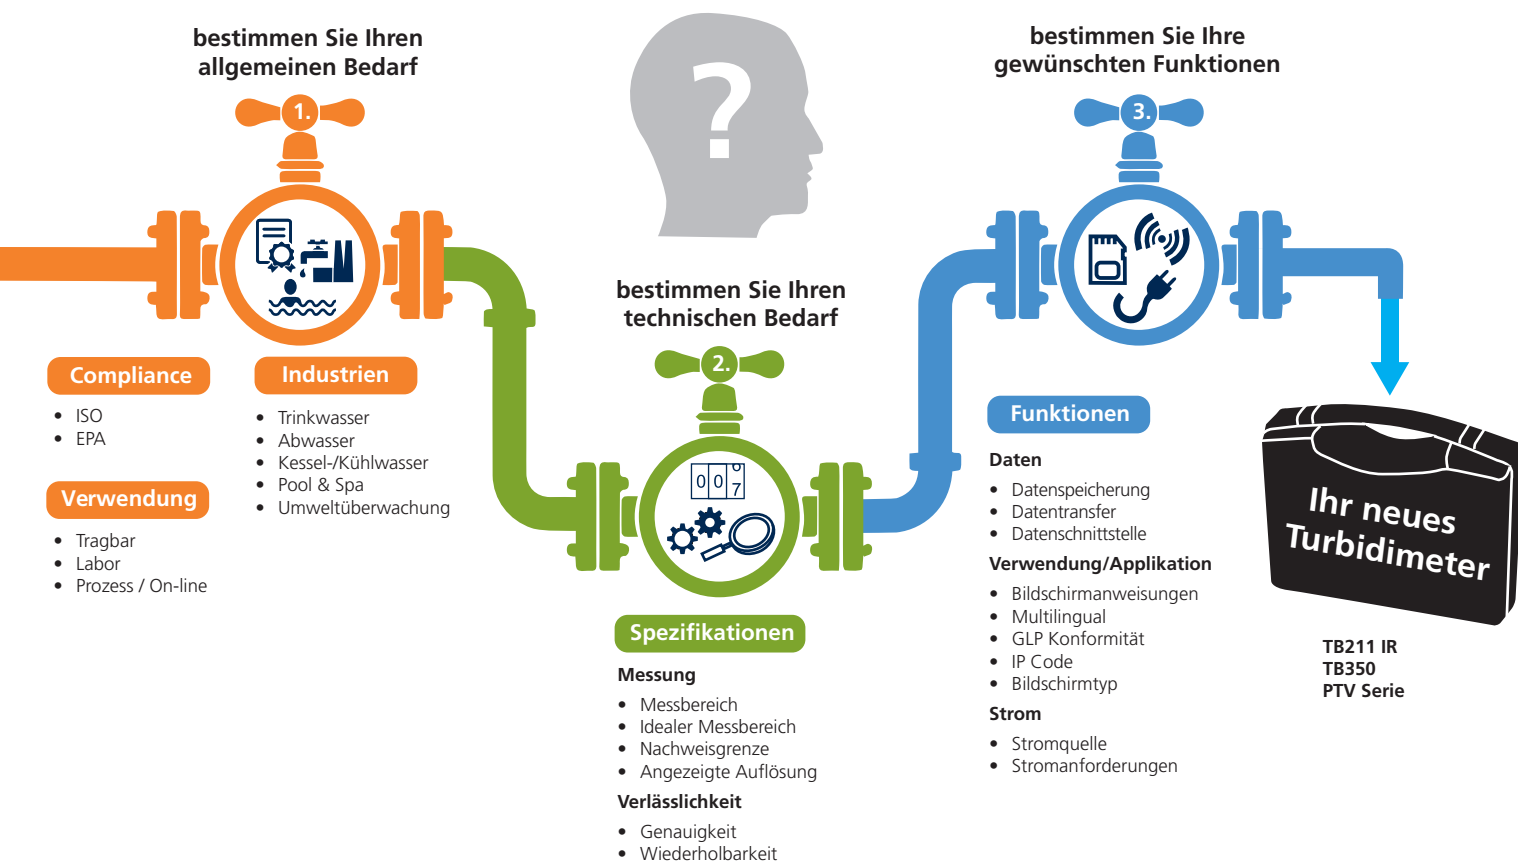 bestimmen Sie Ihren
allgemeinen Bedarf
1.
Compliance
• ISO
• EPA
Verwendung
• Tragbar
• Labor
• Prozess / On-line
Industrien
• Trinkwasser
• Abwasser
• Kessel-/Kühlwasser
• Pool & Spa
• Umweltüberwachung
?
bestimmen Sie Ihren
technischen Bedarf
2.
0 0 0 7
Spezifikationen
Messung
• Messbereich
• Idealer Messbereich
• Nachweisgrenze
• Angezeigte Auflösung
Verlässlichkeit
• Genauigkeit
• Wiederholbarkeit
bestimmen Sie Ihre
gewünschten Funktionen
3.
Funktionen
Daten
• Datenspeicherung
• Datentransfer
• Datenschnittstelle
Verwendung/Applikation
• Bildschirmanweisungen
• Multilingual
• GLP Konformität
• IP Code
• Bildschirmtyp
Strom
• Stromquelle
• Stromanforderungen
Ihr neues
Turbidimeter
TB211 IR
TB350
PTV Serie